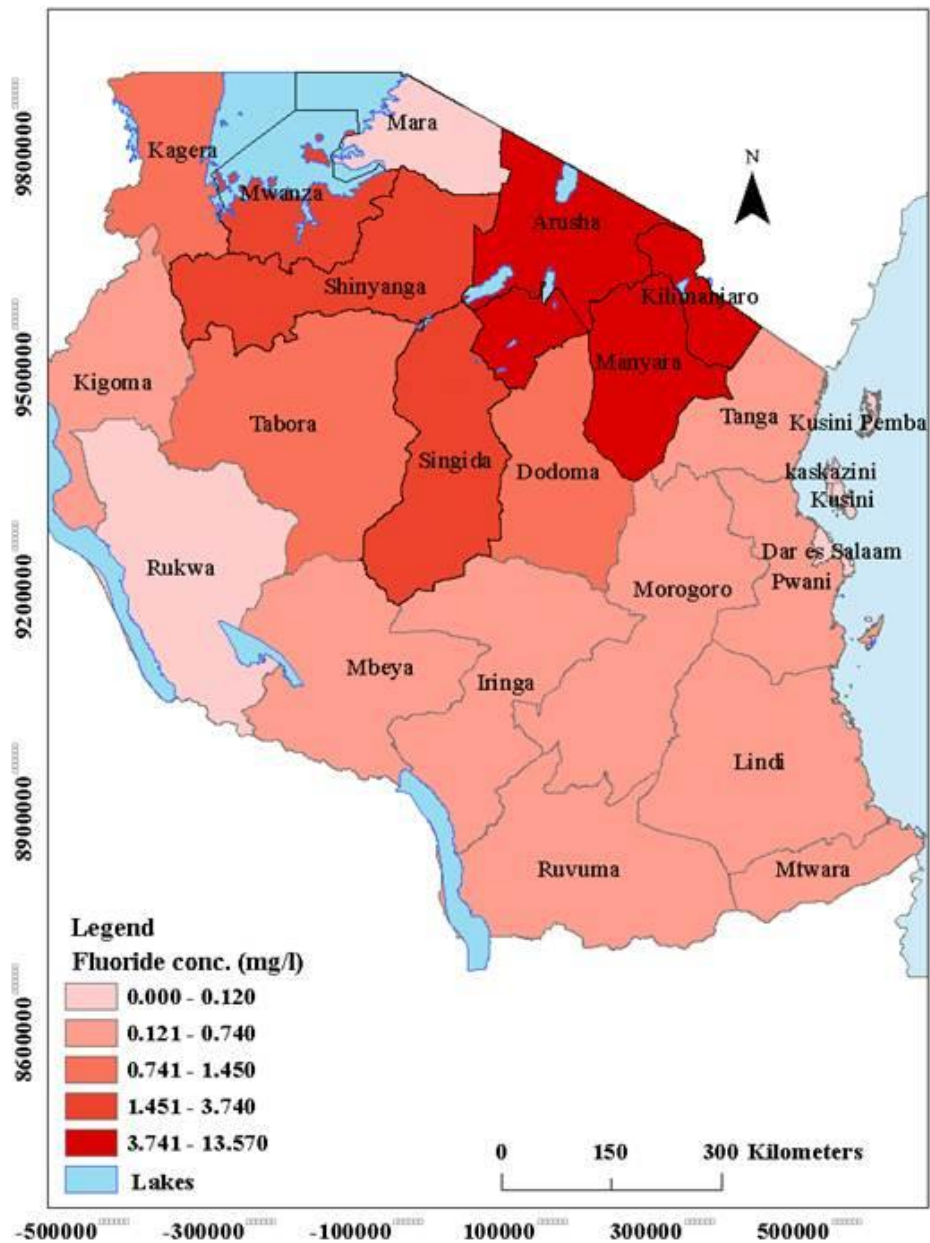 N
Mara
Kagera
Mwanza
Arusha
Shinyanga
Kilimanjaro
Manyara
Kigoma
Tabora
Tanga
Kusini Pemba
Singida
Dodoma
kaskazini
Kusini
Dar es Salaam
Rukwa
Pwani
Morogoro
Mbeya
Iringa
Lindi
Ruvuma
Mtwara
9800000
9500000
9200000
8900000
8600000
Legend
Fluoride conc. (mg/l)
0.000 - 0.120
0.121 - 0.740
0.741 - 1.450
1.451 - 3.740
3.741 - 13.570
Lakes
0 150 300 Kilometers
-500000 -300000 -100000 100000 300000 500000